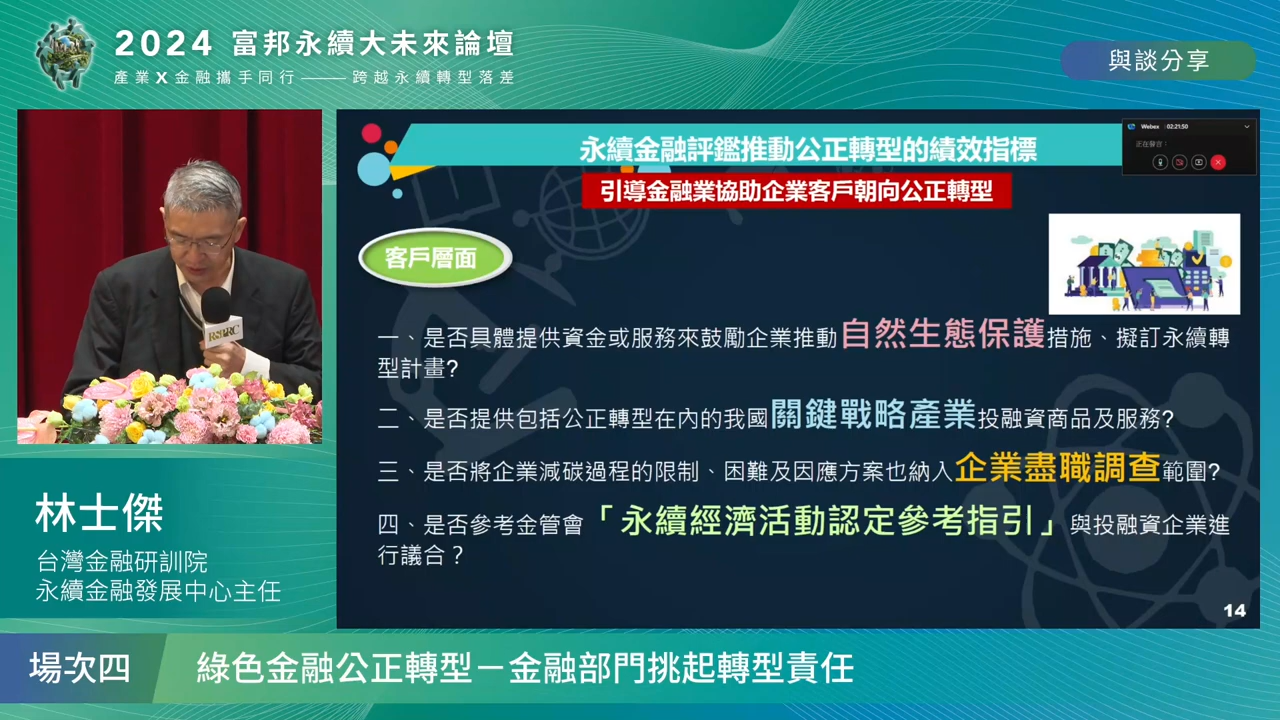 2024 富邦永續大未來論壇
產業X金融攜手同行——跨越永續轉型落差
與談分享
永續金融評鑑推動公正轉型的績效指標
引導金融業協助企業客戶朝向公正轉型
Webex 02:21:50
正在聲音：
客戶層面
一、是否具體提供資金或服務來鼓勵企業推動自然生態保護措施、擬訂永續轉
型計畫?
二、是否提供包括公正轉型在內的我國關鍵戰略產業投融資商品及服務?
三、是否將企業減碳過程的限制、困難及因應方案也納入企業盡職調查範圍?
四、是否參考金管會「永續經濟活動認定參考指引」與投融資企業進
行議合？
14
RSPRC
林士傑
台灣金融研訓院
永續金融發展中心主任
場次四
綠色金融公正轉型－金融部門挑起轉型責任